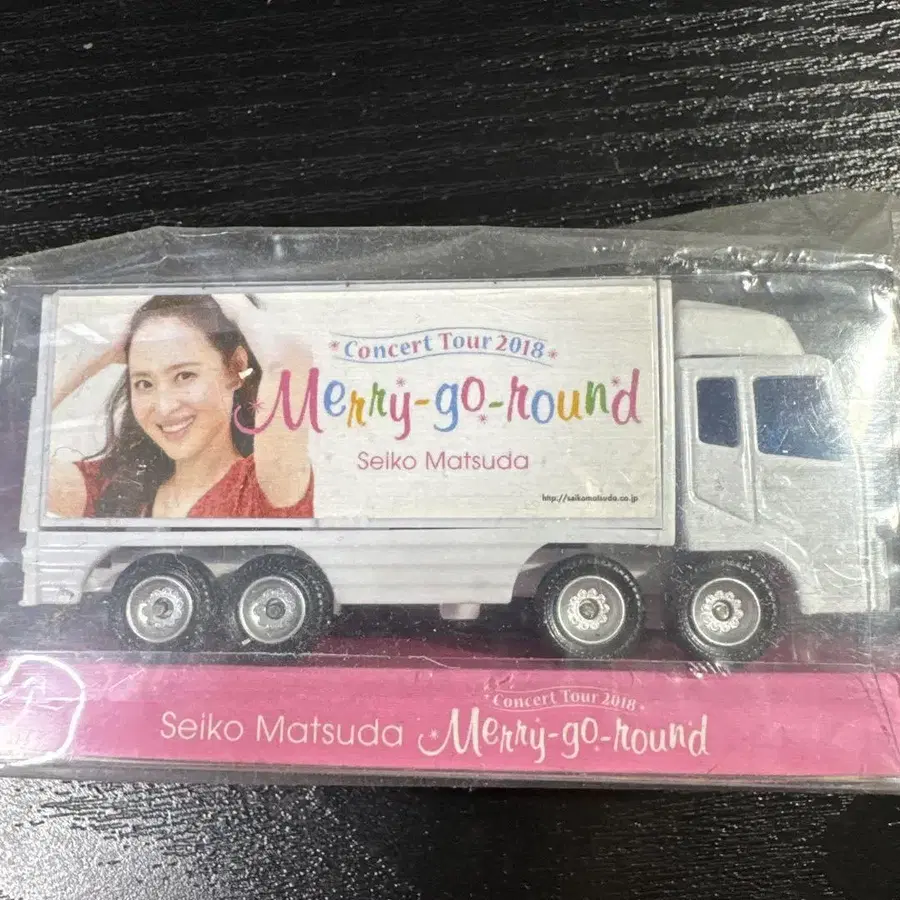 Concert Tour 2018
Merry-go-round
Seiko Matsuda
http://seikomatsuda.co.jp
Concert Tour 2018
Seiko Matsuda Merry-go-round